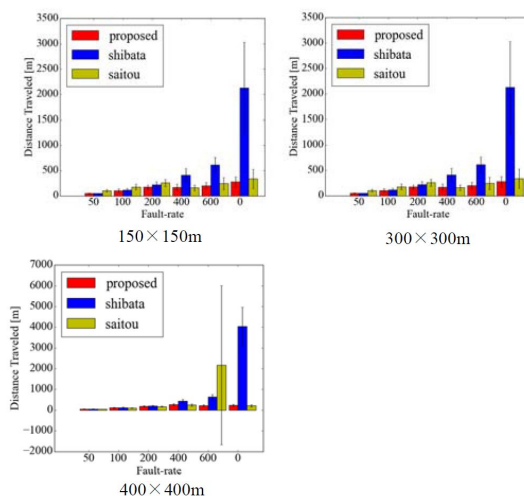 3500
3000
2500
2000
1500
1000
500
0
Distance Traveled [m]
proposed
shibata
saitou
50 100 200 400 600 0
Fault-rate
150×150m
3500
3000
2500
2000
1500
1000
500
0
Distance Traveled [m]
proposed
shibata
saitou
50 100 200 400 600 0
Fault-rate
300×300m
7000
6000
5000
4000
3000
2000
1000
0
−1000
−2000
Distance Traveled [m]
proposed
shibata
saitou
50 100 200 400 600 0
Fault-rate
400×400m